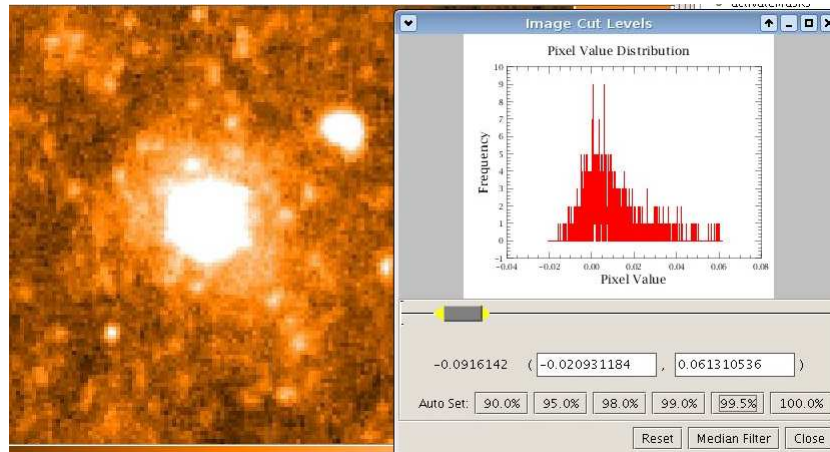 Image Cut Levels
Pixel Value Distribution
Frequency
10
9
8
7
6
5
4
3
2
1
0
-1
-0.04 -0.02 0.00 0.02 0.04 0.06 0.08
Pixel Value
-0.0916142 ( -0.020931184 , 0.061310536 )
Auto Set: 90.0% 95.0% 98.0% 99.0% 99.5% 100.0%
Reset Median Filter Close